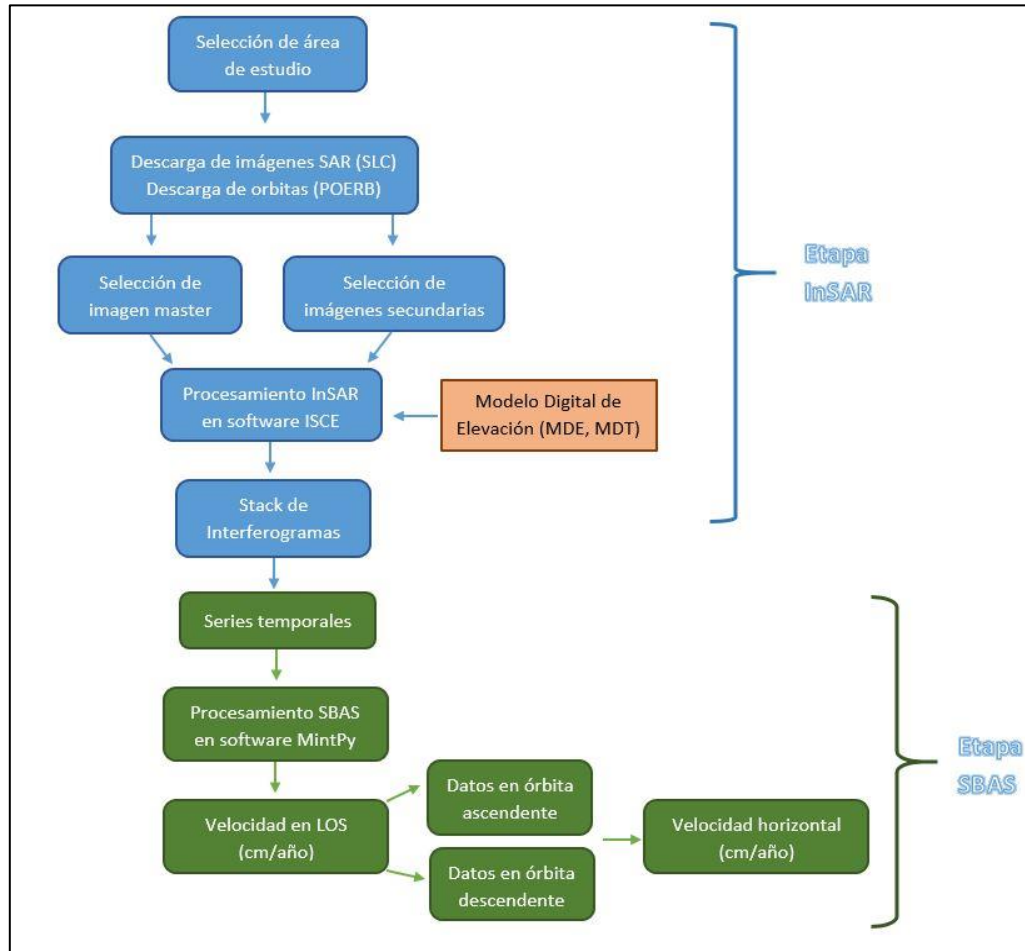 Selección de área
de estudio
Descarga de imágenes SAR (SLC)
Descarga de orbitas (POERB)
Selección de
imagen master
Selección de
imágenes secundarias
Etapa
InSAR
Procesamiento InSAR
en software ISCE
Modelo Digital de
Elevación (MDE, MDT)
Stack de
Interferogramas
Series temporales
Procesamiento SBAS
en software MintPy
Etapa
SBAS
Velocidad en LOS
(cm/año)
Datos en órbita
ascendente
Datos en órbita
descendente
Velocidad horizontal
(cm/año)